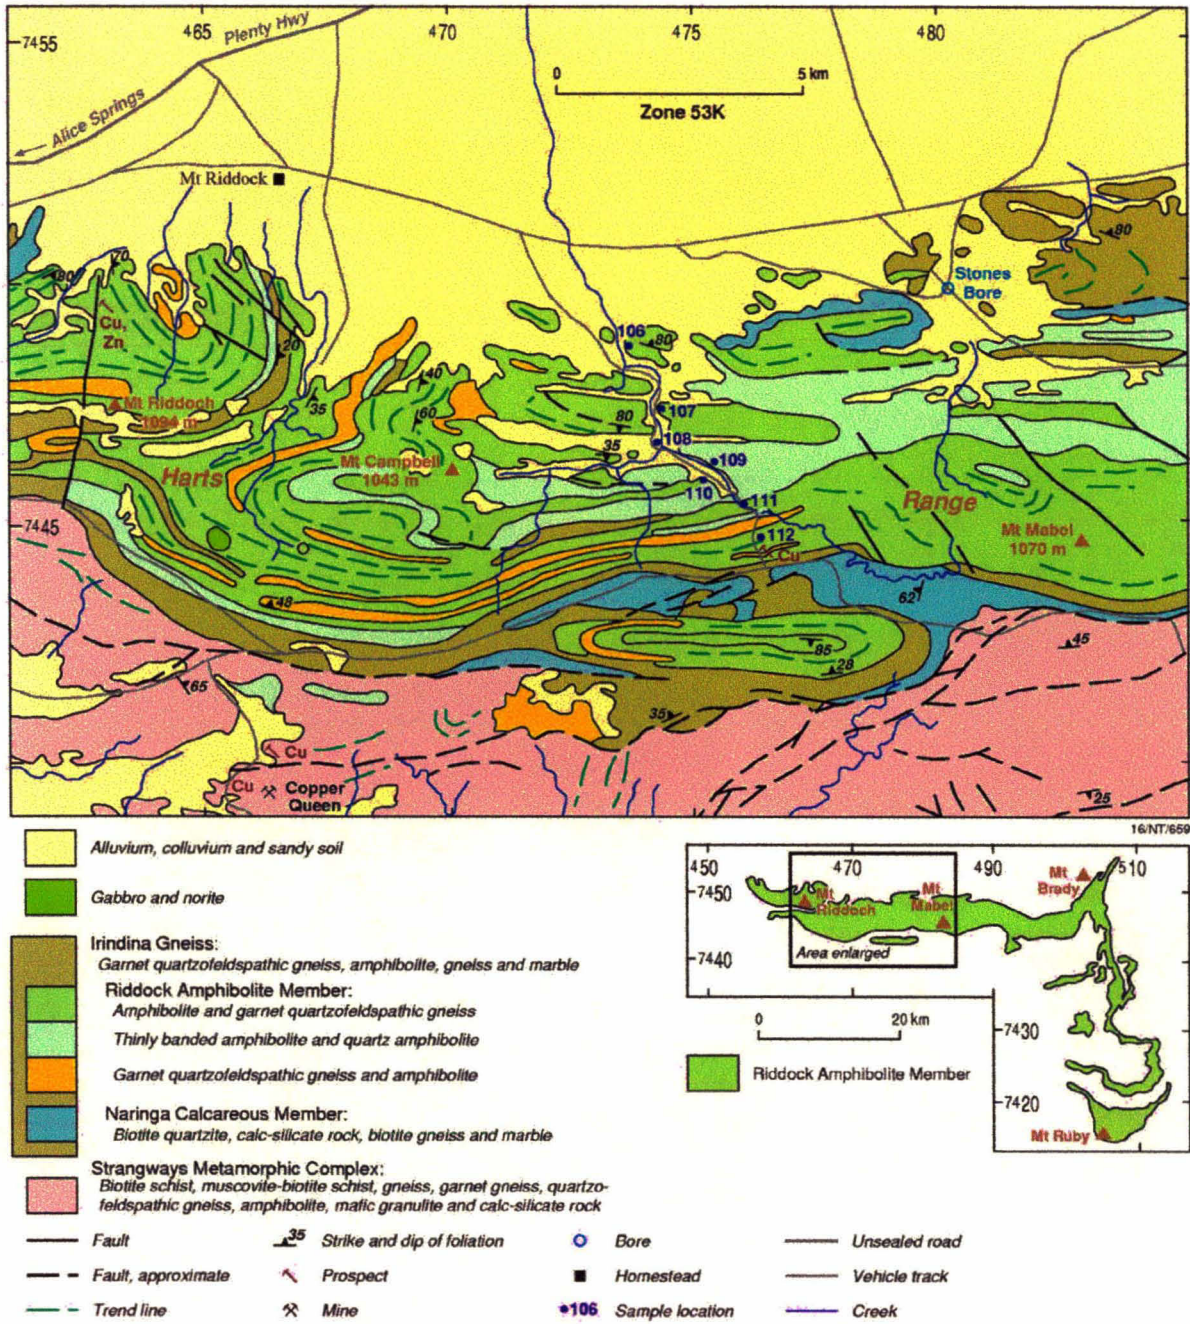 465
470
475
480
7455
Plenty Hwy
0
5 km
Zone 53K
Alice Springs
Mt Riddock
80
70
80
Stones
Bore
Cu,
Zn
106
80
20
40
Mt Riddoch
1094 m
35
60
107
80
108
35
Mt Campbell
1043 m
109
Harts
110
Range
111
7445
112
Mt Mabel
1070 m
Cu
62
48
45
85
28
65
35
Cu
Cu
Copper
Queen
25
16/NT/659
Alluvium, colluvium and sandy soil
Gabbro and norite
Irindina Gneiss:
Garnet quartzofeldspathic gneiss, amphibolite, gneiss and marble
Riddock Amphibolite Member:
Amphibolite and garnet quartzofeldspathic gneiss
Thinly banded amphibolite and quartz amphibolite
Garnet quartzofeldspathic gneiss and amphibolite
Naringa Calcareous Member:
Biotite quartzite, calc-silicate rock, biotite gneiss and marble
Strangways Metamorphic Complex:
Biotite schist, muscovite-biotite schist, gneiss, garnet gneiss, quartzo-
feldspathic gneiss, amphibolite, mafic granulite and calc-silicate rock
450
470
490
510
7450
Mt
Riddoch
Mt
Mabel
Mt
Brady
Area enlarged
7440
0
20 km
7430
Riddock Amphibolite Member
7420
Mt Ruby
Fault
35
Strike and dip of foliation
Bore
Unsealed road
Fault, approximate
Prospect
Homestead
Vehicle track
Trend line
Mine
106
Sample location
Creek